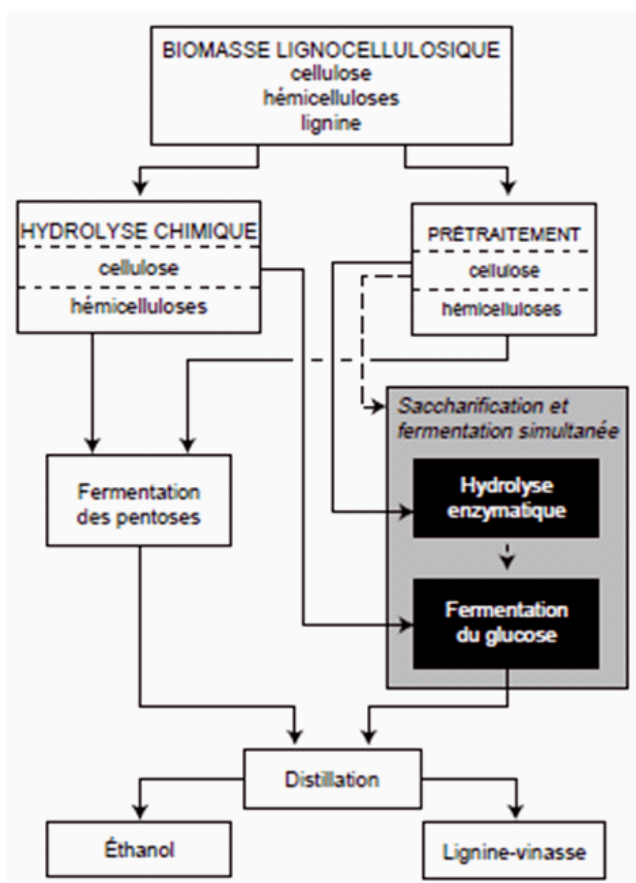 BIOMASSE LIGNOCELLULOSIQUE
cellulose
hémicelluloses
lignine
HYDROLYSE CHIMIQUE
cellulose
hémicelluloses
PRÉTRAITEMENT
cellulose
hémicelluloses
Saccharification et
fermentation simultanée
Hydrolyse
enzymatique
Fermentation
des pentoses
Fermentation
du glucose
Distillation
Éthanol
Lignine-vinasse